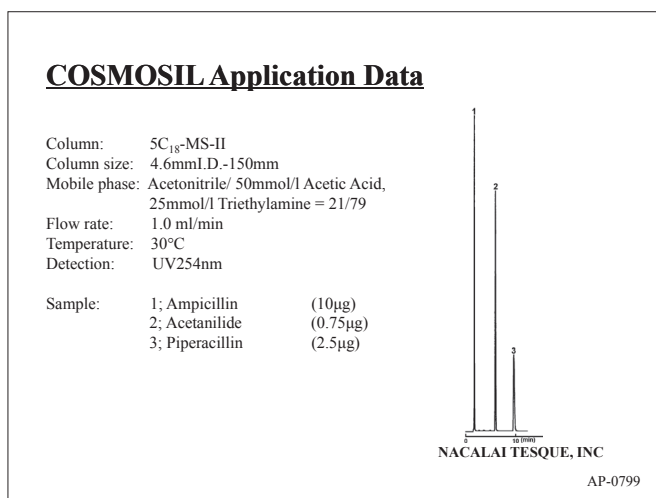 COSMOSIL Application Data
Column: 5C18-MS-II
Column size: 4.6mmI.D.-150mm
Mobile phase: Acetonitrile/ 50mmol/l Acetic Acid,
25mmol/l Triethylamine = 21/79
Flow rate: 1.0 ml/min
Temperature: 30°C
Detection: UV254nm
Sample: 1; Ampicillin (10μg)
2; Acetanilide (0.75μg)
3; Piperacillin (2.5μg)
1
2
3
0 10 (min)
NACALAI TESQUE, INC
AP-0799